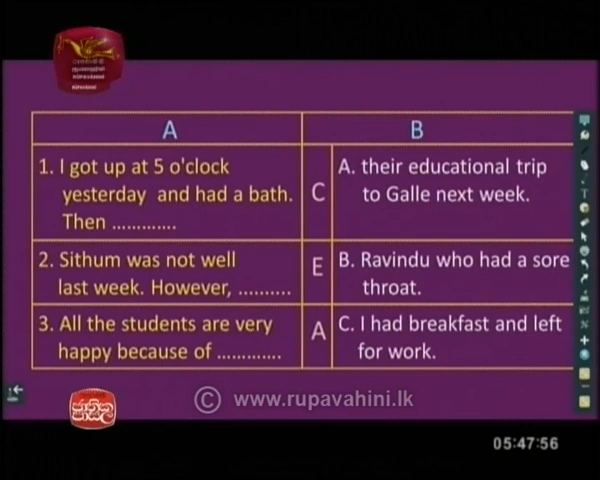 RUPAVAHINI
A
B
1. I got up at 5 o'clock
yesterday and had a bath.
Then .............
C
A. their educational trip
to Galle next week.
2. Sithum was not well
last week. However, ..........
E
B. Ravindu who had a sore
throat.
3. All the students are very
happy because of .............
A
C. I had breakfast and left
for work.
© www.rupavahini.lk
05:47:56